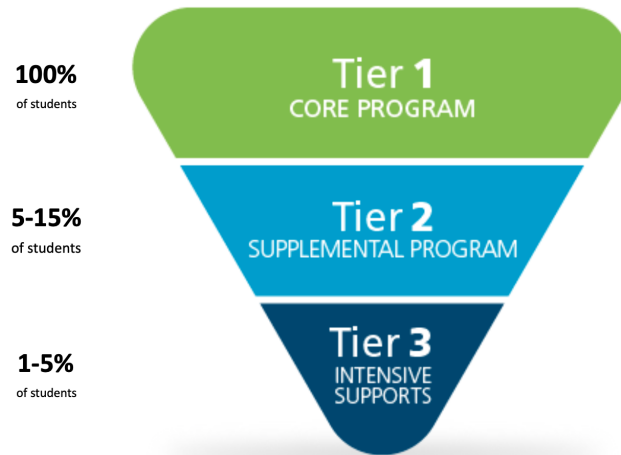 100%
of students
Tier 1
CORE PROGRAM
5-15%
of students
Tier 2
SUPPLEMENTAL PROGRAM
1-5%
of students
Tier 3
INTENSIVE
SUPPORTS